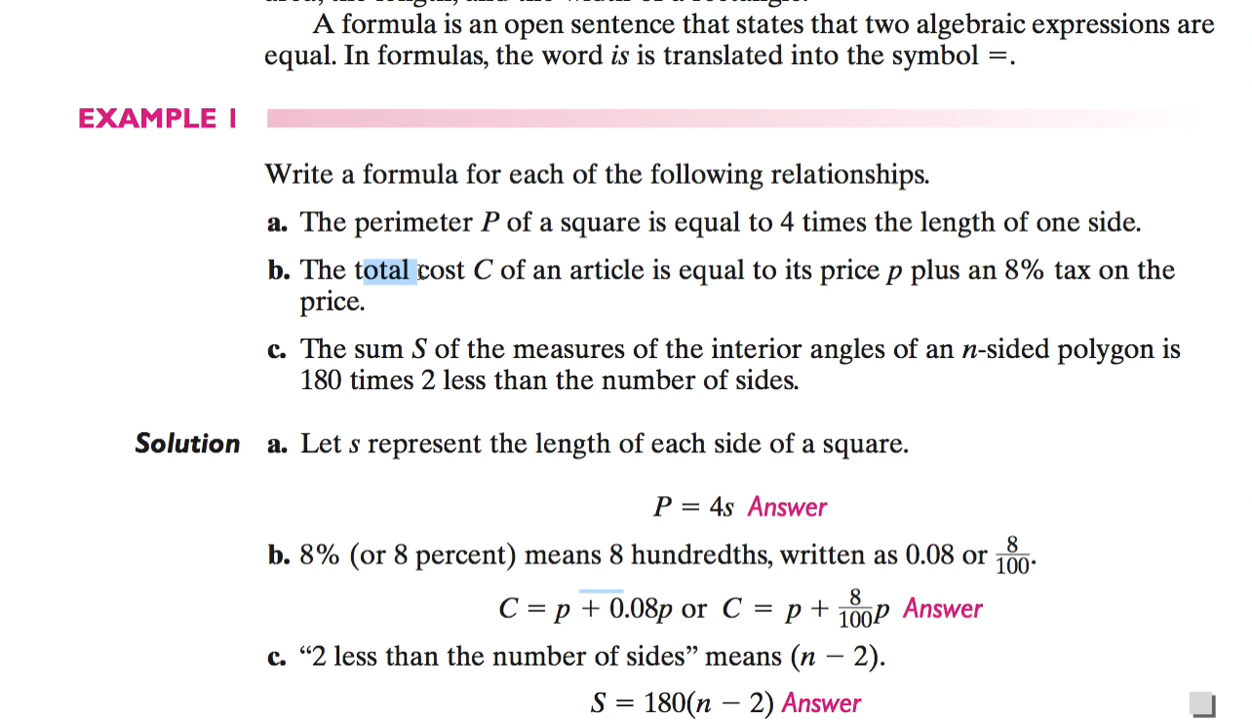 A formula is an open sentence that states that two algebraic expressions are
equal. In formulas, the word is is translated into the symbol =.
EXAMPLE 1
Write a formula for each of the following relationships.
a. The perimeter P of a square is equal to 4 times the length of one side.
b. The total cost C of an article is equal to its price p plus an 8% tax on the
price.
c. The sum S of the measures of the interior angles of an n-sided polygon is
180 times 2 less than the number of sides.
Solution a. Let s represent the length of each side of a square.
P = 4s Answer
b. 8% (or 8 percent) means 8 hundredths, written as 0.08 or 8/100.
C = p + 0.08p or C = p + 8/100p Answer
c. “2 less than the number of sides” means (n − 2).
S = 180(n − 2) Answer